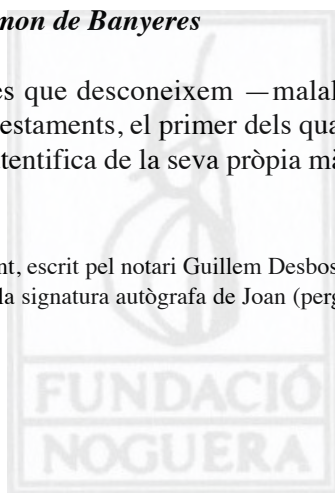 mon de Banyeres
es que desconeixem —malal
estaments, el primer dels qua
tentifica de la seva pròpia mà
nt, escrit pel notari Guillem Desbos
la signatura autògrafa de Joan (perg
FUNDACIÓ
NOGUERA